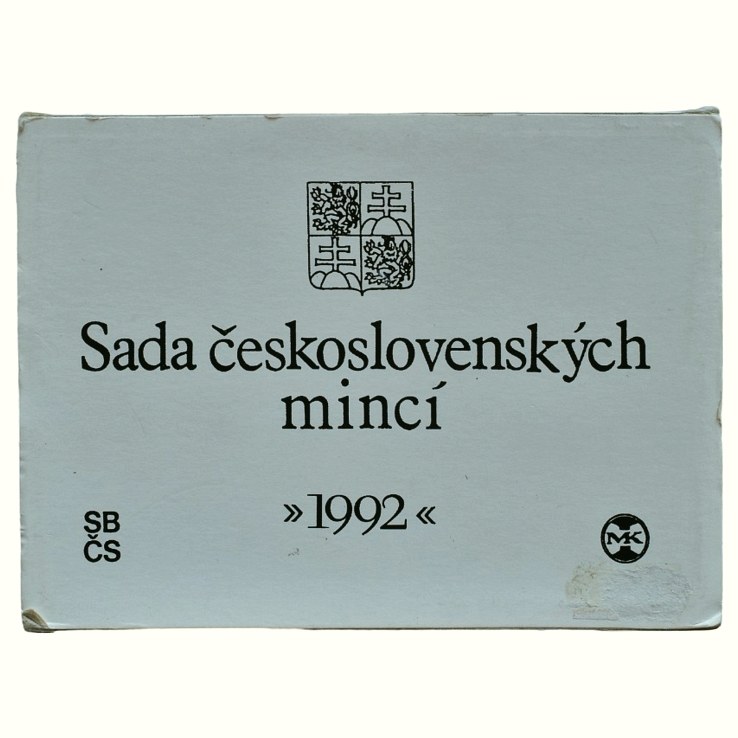 Sada československých
mincí
»1992«
SB
ČS
MK